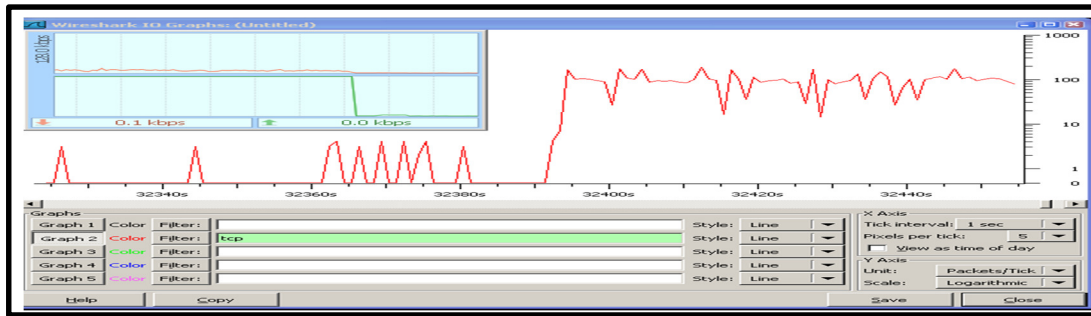 Wireshark IO Graphs: (Untitled)
128.0 kbps
0.1 kbps 0.0 kbps
1000
100
10
1
0
32340s 32360s 32380s 32400s 32420s 32440s
Graphs
X Axis
Graph 1 Color Filter: Style: Line
Tick interval: 1 sec
Graph 2 Color Filter: tcp Style: Line
Pixels per tick: 5
Graph 3 Color Filter: Style: Line
View as time of day
Graph 4 Color Filter: Style: Line
Y Axis
Unit: Packets/Tick
Graph 5 Color Filter: Style: Line
Scale: Logarithmic
Help Copy Save Close